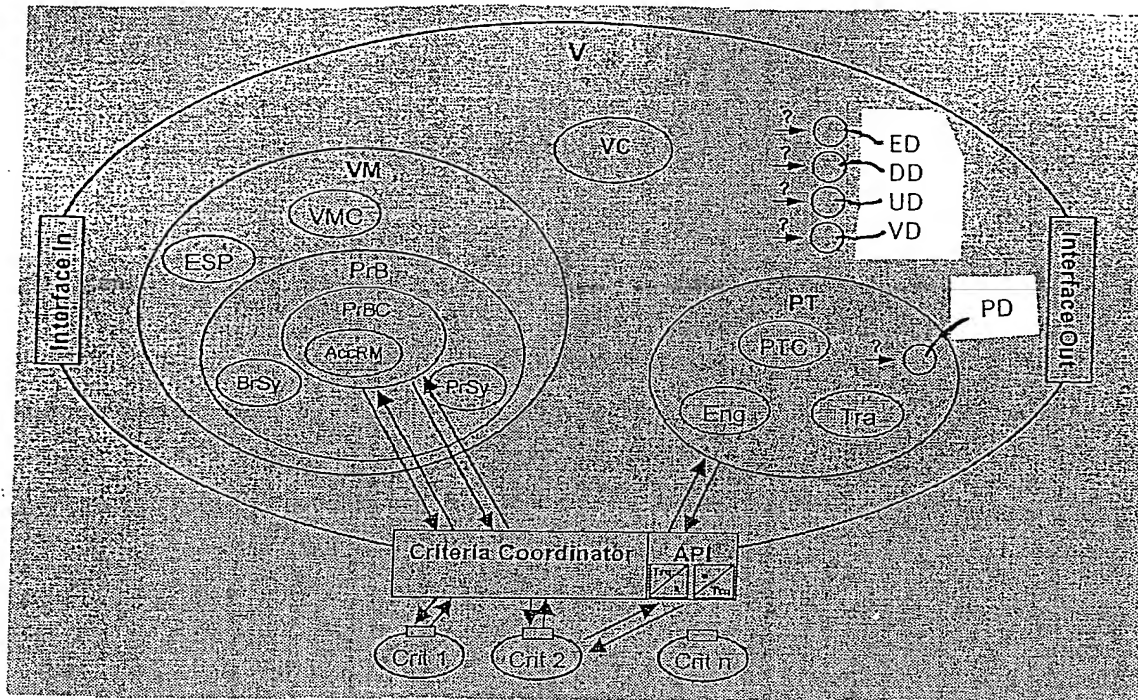 V
VC
?
ED
?
DD
?
UD
?
VD
VM
VMC
ESP
PrB
PrBC
AccRM
BrSy
PrSy
Interface In
Interface Out
PT
PD
PTC
?
Eng
Tra
Criteria Coordinator
API
Crit 1
Crit 2
Crit n